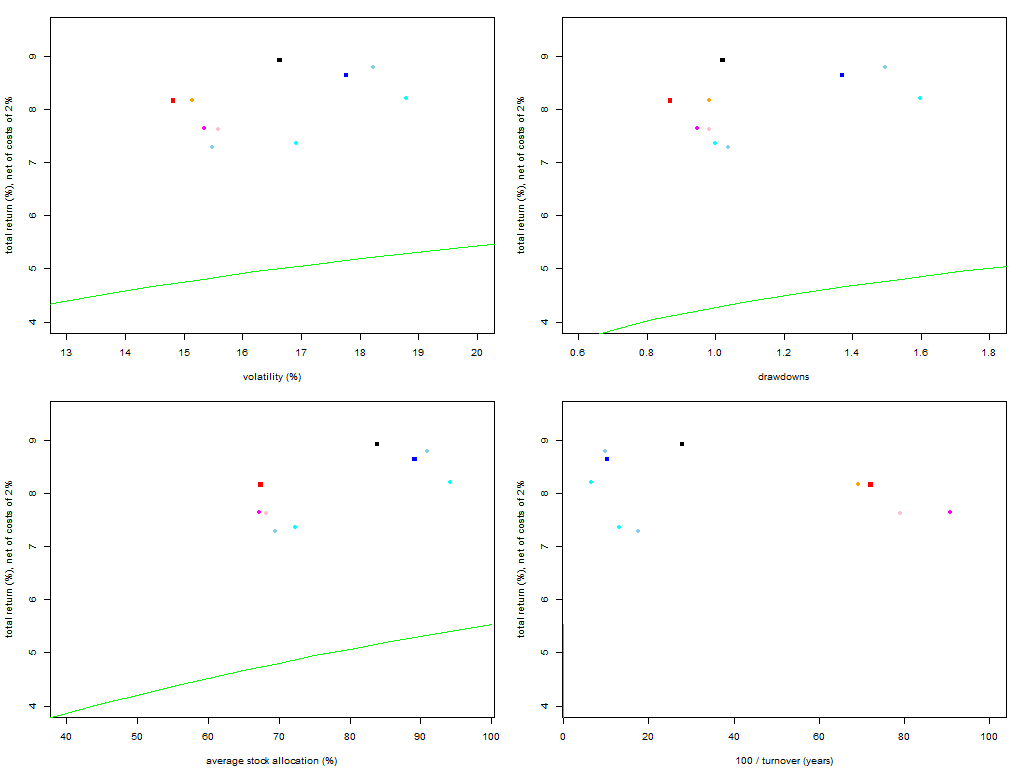 total return (%), net of costs of 2%
9
8
7
6
5
4
13 14 15 16 17 18 19 20
volatility (%)
total return (%), net of costs of 2%
9
8
7
6
5
4
0.6 0.8 1.0 1.2 1.4 1.6 1.8
drawdowns
total return (%), net of costs of 2%
9
8
7
6
5
4
40 50 60 70 80 90 100
average stock allocation (%)
total return (%), net of costs of 2%
9
8
7
6
5
4
0 20 40 60 80 100
100 / turnover (years)